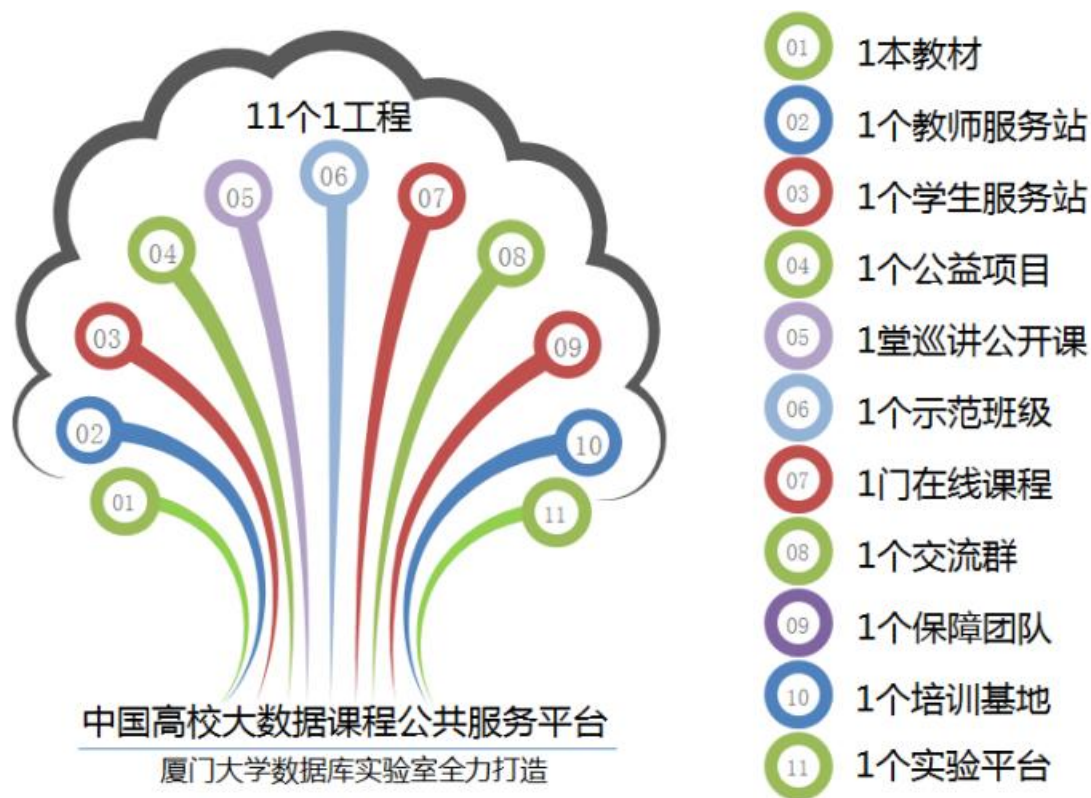 11个1工程
06
05
07
04
08
03
09
02
10
01
11
中国高校大数据课程公共服务平台
厦门大学数据库实验室全力打造
01 1本教材
02 1个教师服务站
03 1个学生服务站
04 1个公益项目
05 1堂巡讲公开课
06 1个示范班级
07 1门在线课程
08 1个交流群
09 1个保障团队
10 1个培训基地
11 1个实验平台